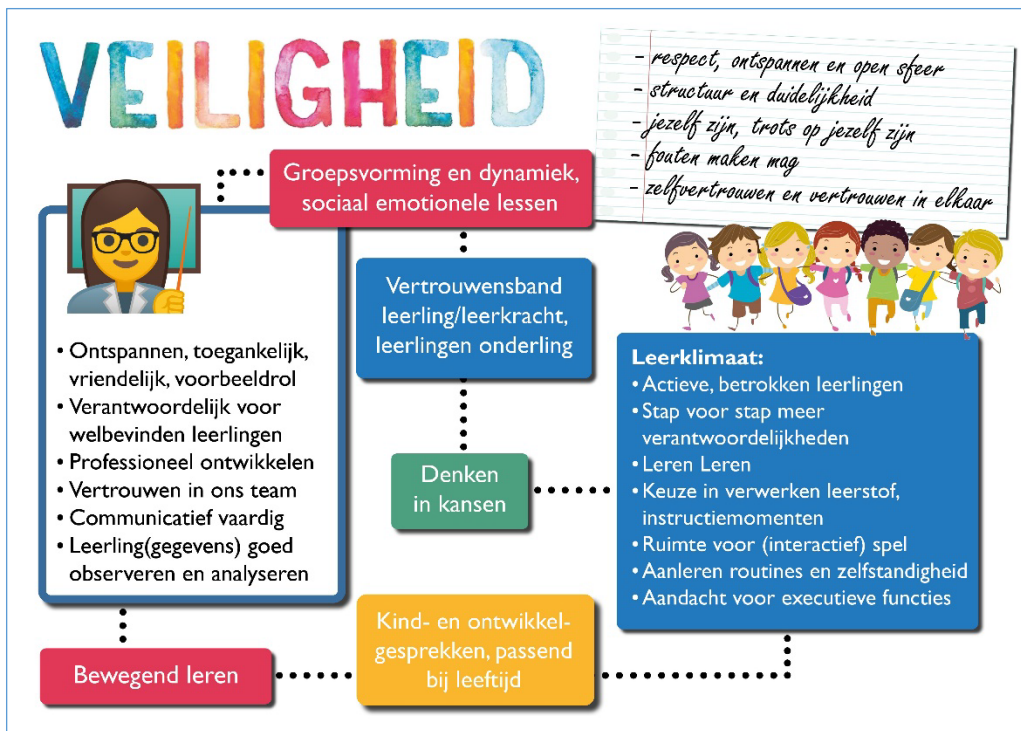 VEILIGHEID
- respect, ontspannen en open sfeer
- structuur en duidelijkheid
- jezelf zijn, trots op jezelf zijn
- fouten maken mag
- zelfvertrouwen en vertrouwen in elkaar
Groepsvorming en dynamiek,
sociaal emotionele lessen
• Ontspannen, toegankelijk,
vriendelijk, voorbeeldrol
• Verantwoordelijk voor
welbevinden leerlingen
• Professioneel ontwikkelen
• Vertrouwen in ons team
• Communicatief vaardig
• Leerling(gegevens) goed
observeren en analyseren
Vertrouwensband
leerling/leerkracht,
leerlingen onderling
Denken
in kansen
Leerklimaat:
• Actieve, betrokken leerlingen
• Stap voor stap meer
verantwoordelijkheden
• Leren Leren
• Keuze in verwerken leerstof,
instructiemomenten
• Ruimte voor (interactief) spel
• Aanleren routines en zelfstandigheid
• Aandacht voor executieve functies
Kind- en ontwikkel-
gesprekken, passend
bij leeftijd
Bewegend leren